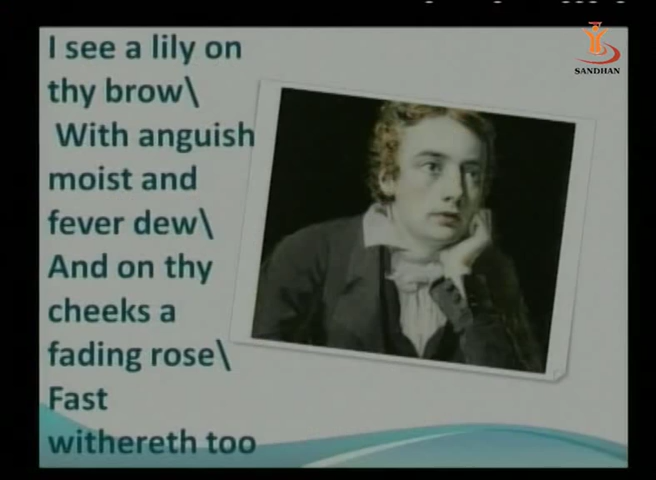 SANDHAN
I see a lily on
thy brow\
With anguish
moist and
fever dew\
And on thy
cheeks a
fading rose\
Fast
withereth too